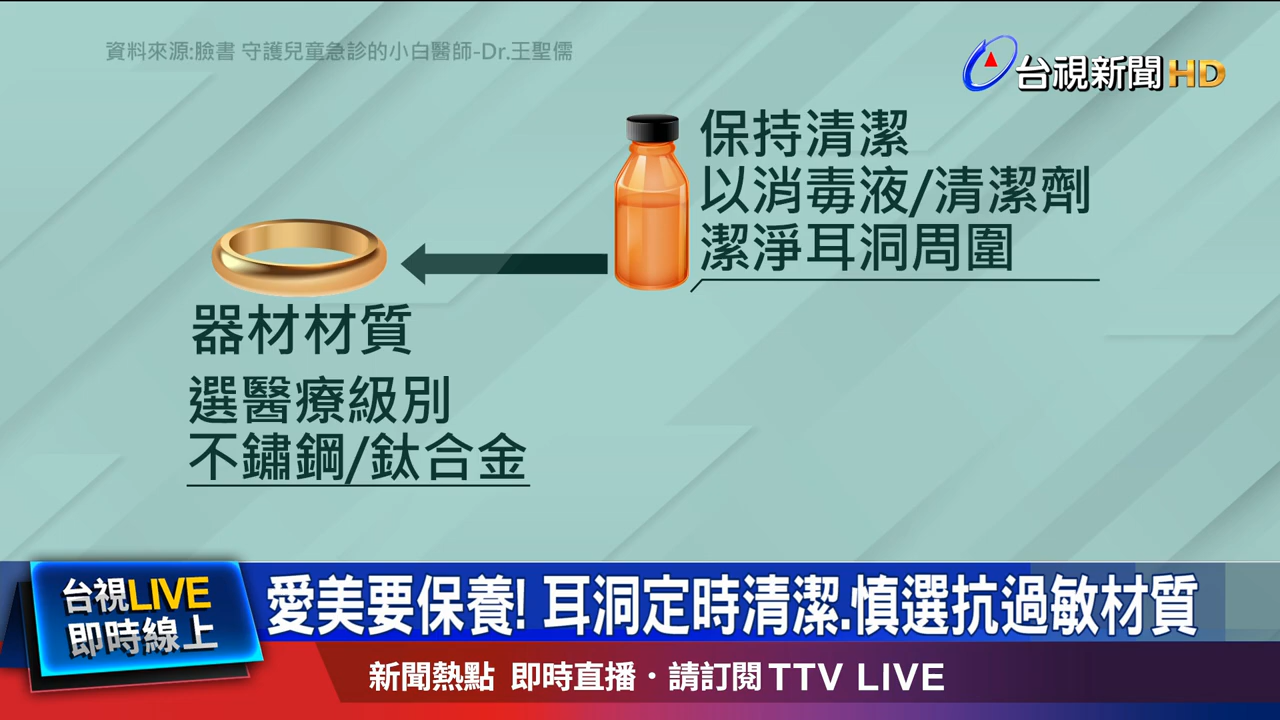 資料來源:臉書 守護兒童急診的小白醫師-Dr.王聖儒
台視新聞HD
保持清潔
以消毒液/清潔劑
潔淨耳洞周圍
器材材質
選醫療級別
不鏽鋼/鈦合金
台視LIVE
即時線上
愛美要保養! 耳洞定時清潔.慎選抗過敏材質
新聞熱點 即時直播・請訂閱TTV LIVE